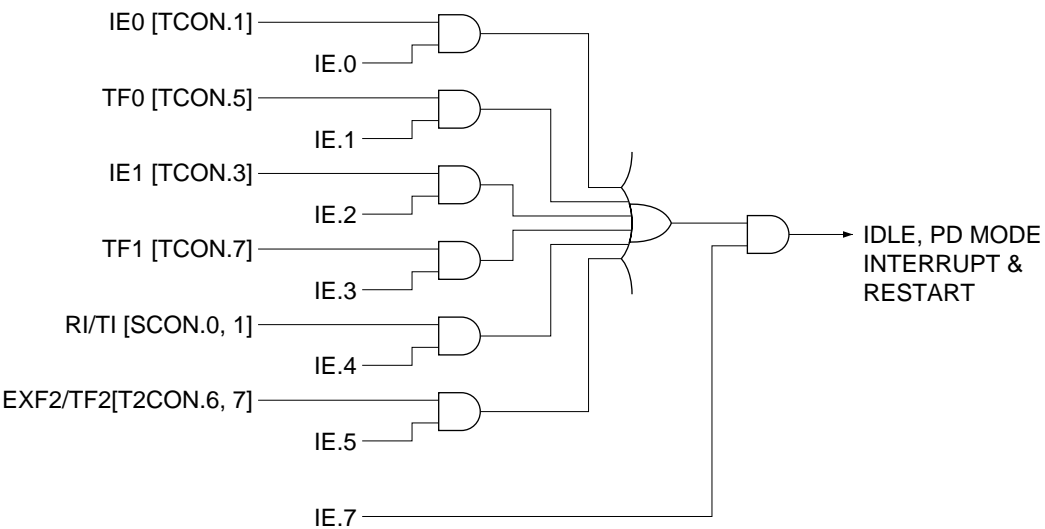 IE0 [TCON.1]
IE.0
TF0 [TCON.5]
IE.1
IE1 [TCON.3]
IE.2
TF1 [TCON.7]
IE.3
RI/TI [SCON.0, 1]
IE.4
EXF2/TF2[T2CON.6, 7]
IE.5
IE.7
IDLE, PD MODE
INTERRUPT &
RESTART